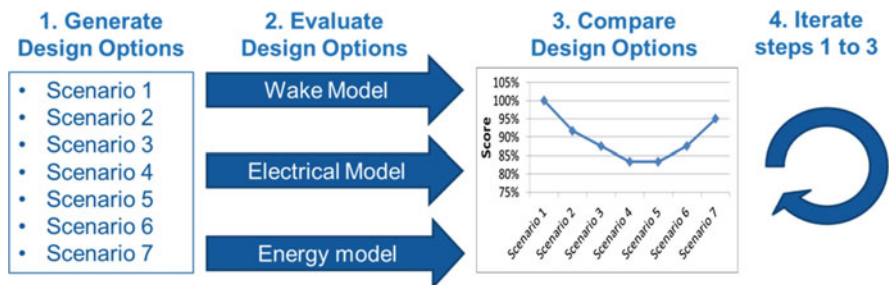 1. Generate
Design Options
• Scenario 1
• Scenario 2
• Scenario 3
• Scenario 4
• Scenario 5
• Scenario 6
• Scenario 7
2. Evaluate
Design Options
Wake Model
Electrical Model
Energy model
3. Compare
Design Options
Score
105%
100%
95%
90%
85%
80%
75%
Scenario 1
Scenario 2
Scenario 3
Scenario 4
Scenario 5
Scenario 6
Scenario 7
4. Iterate
steps 1 to 3